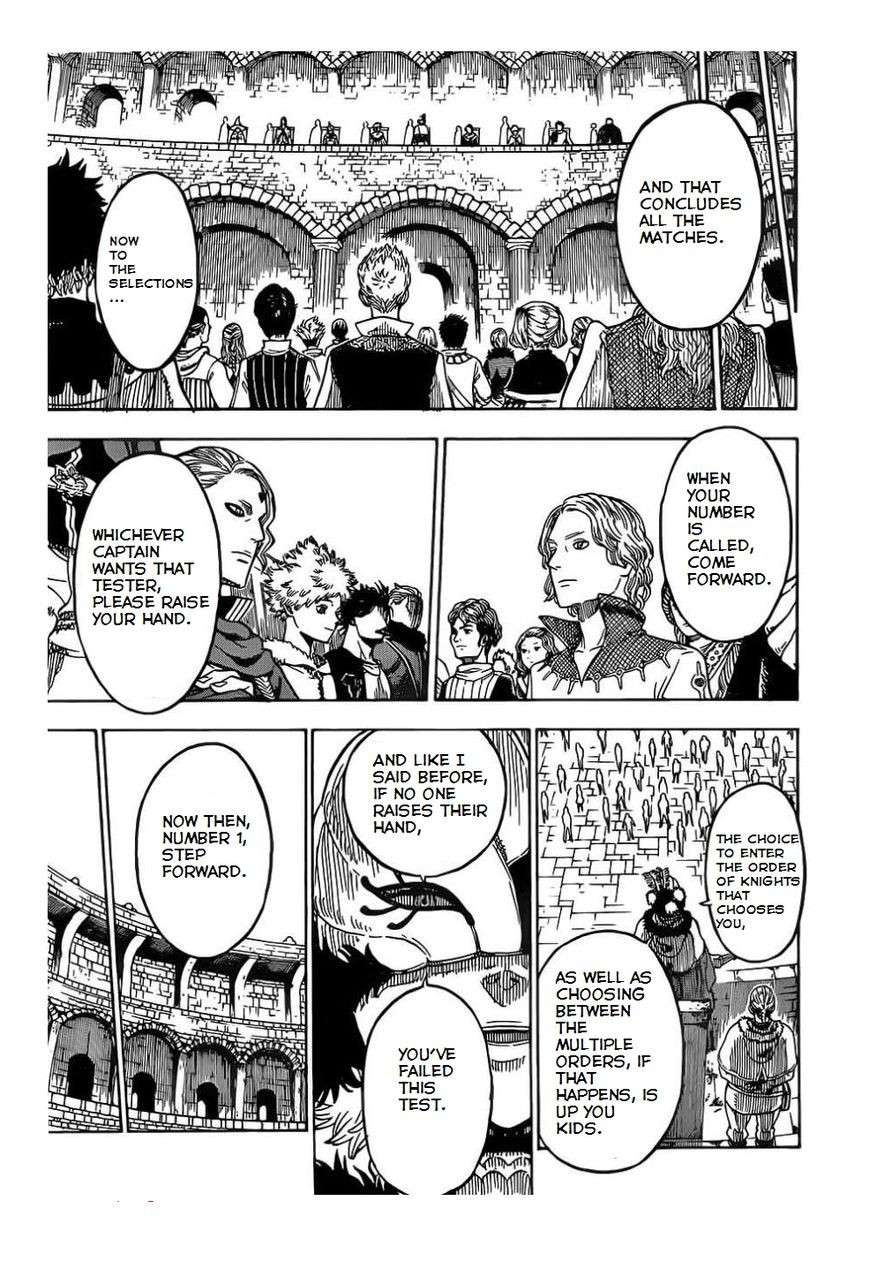 AND THAT
CONCLUDES
ALL THE
MATCHES.
NOW
TO
THE
SELECTIONS
...
WHEN
YOUR
NUMBER
IS
CALLED,
COME
FORWARD.
WHICHEVER
CAPTAIN
WANTS THAT
TESTER,
PLEASE RAISE
YOUR HAND.
THE CHOICE
TO ENTER
THE ORDER
OF KNIGHTS
THAT
CHOOSES
YOU,
AS WELL AS
CHOOSING
BETWEEN
THE
MULTIPLE
ORDERS, IF
THAT
HAPPENS, IS
UP YOU
KIDS.
AND LIKE I
SAID BEFORE,
IF NO ONE
RAISES THEIR
HAND,
YOU'VE
FAILED
THIS
TEST.
NOW THEN,
NUMBER 1,
STEP
FORWARD.